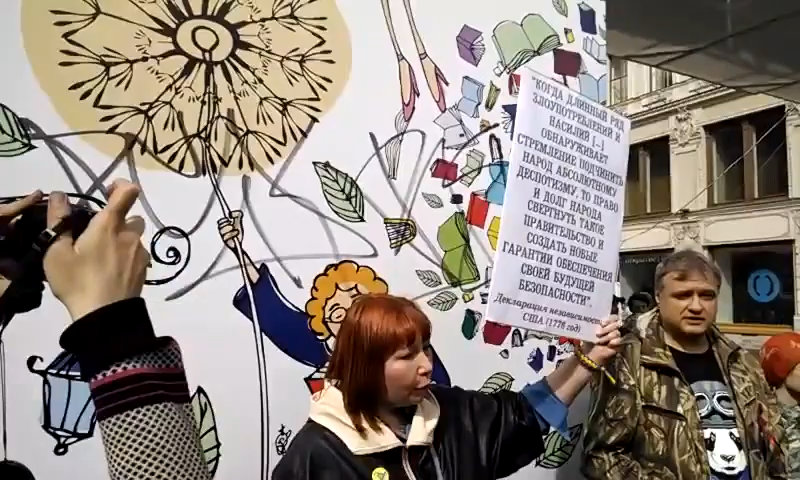 "КОГДА ДЛИННЫЙ РЯД
ЗЛОУПОТРЕБЛЕНИЙ И
НАСИЛИЙ [...]
ОБНАРУЖИВАЕТ
СТРЕМЛЕНИЕ ПОДЧИНИТЬ
НАРОД АБСОЛЮТНОМУ
ДЕСПОТИЗМУ, ТО ПРАВО
И ДОЛГ НАРОДА
СВЕРГНУТЬ ТАКОЕ
ПРАВИТЕЛЬСТВО И
СОЗДАТЬ НОВЫЕ
ГАРАНТИИ ОБЕСПЕЧЕНИЯ
СВОЕЙ БУДУЩЕЙ
БЕЗОПАСНОСТИ".
Декларация независимости
США (1776 год)